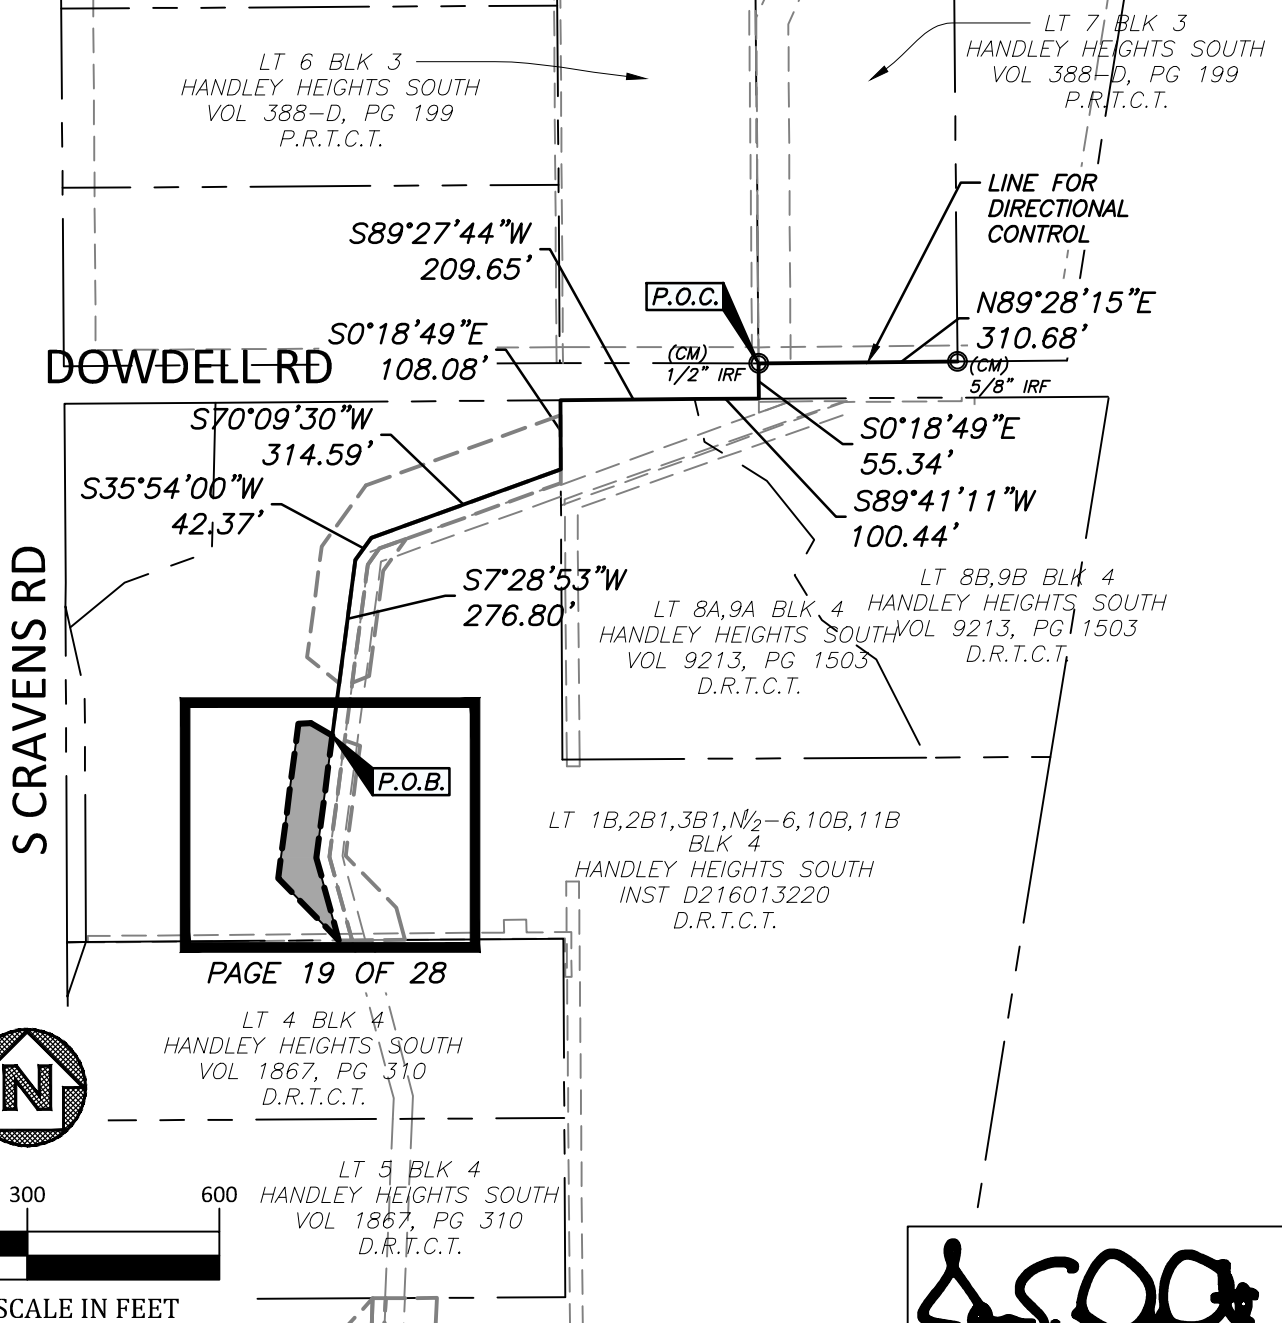 LT 6 BLK 3
HANDLEY HEIGHTS SOUTH
VOL 388-D, PG 199
P.R.T.C.T.
LT 7 BLK 3
HANDLEY HEIGHTS SOUTH
VOL 388-D, PG 199
P.R.T.C.T.
LINE FOR
DIRECTIONAL
CONTROL
S89°27'44"W
209.65'
P.O.C.
N89°28'15"E
310.68'
S0°18'49"E
108.08'
DOWDELL RD
(CM)
1/2" IRF
(CM)
5/8" IRF
S70°09'30"W
314.59'
S0°18'49"E
55.34'
S35°54'00"W
42.37'
S89°41'11"W
100.44'
S7°28'53"W
276.80'
S CRAVENS RD
LT 8A,9A BLK 4
HANDLEY HEIGHTS SOUTH
VOL 9213, PG 1503
D.R.T.C.T.
LT 8B,9B BLK 4
HANDLEY HEIGHTS SOUTH
VOL 9213, PG 1503
D.R.T.C.T.
P.O.B.
LT 1B,2B1,3B1,N½-6,10B,11B
BLK 4
HANDLEY HEIGHTS SOUTH
INST D216013220
D.R.T.C.T.
PAGE 19 OF 28
LT 4 BLK 4
HANDLEY HEIGHTS SOUTH
VOL 1867, PG 310
D.R.T.C.T.
N
LT 5 BLK 4
HANDLEY HEIGHTS SOUTH
VOL 1867, PG 310
D.R.T.C.T.
300 600
SCALE IN FEET